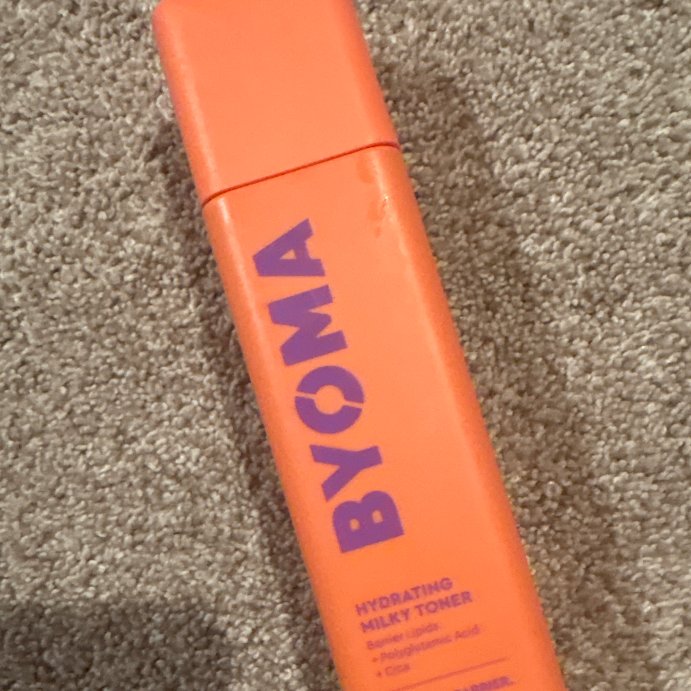 BYOMA
HYDRATING
MILKY TONER
Barrier Lipids
+ Polyglutamic Acid
+ Cica